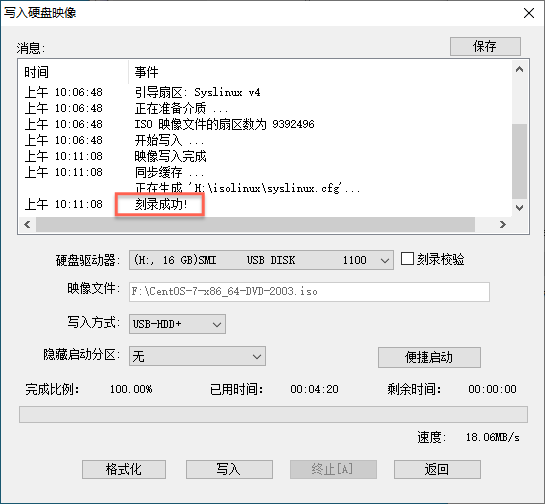 写入硬盘映像
消息:
保存
时间 事件
上午 10:06:48 引导扇区: Syslinux v4
上午 10:06:48 正在准备介质 ...
上午 10:06:48 ISO 映像文件的扇区数为 9392496
上午 10:06:48 开始写入 ...
上午 10:11:08 映像写入完成
上午 10:11:08 同步缓存 ...
正在生成 'H:\isolinux\syslinux.cfg'...
上午 10:11:08 刻录成功!
硬盘驱动器: (H:, 16 GB)SMI USB DISK 1100 刻录校验
映像文件: F:\CentOS-7-x86_64-DVD-2003.iso
写入方式: USB-HDD+
隐藏启动分区: 无 便捷启动
完成比例: 100.00% 已用时间: 00:04:20 剩余时间: 00:00:00
速度: 18.06MB/s
格式化 写入 终止[A] 返回